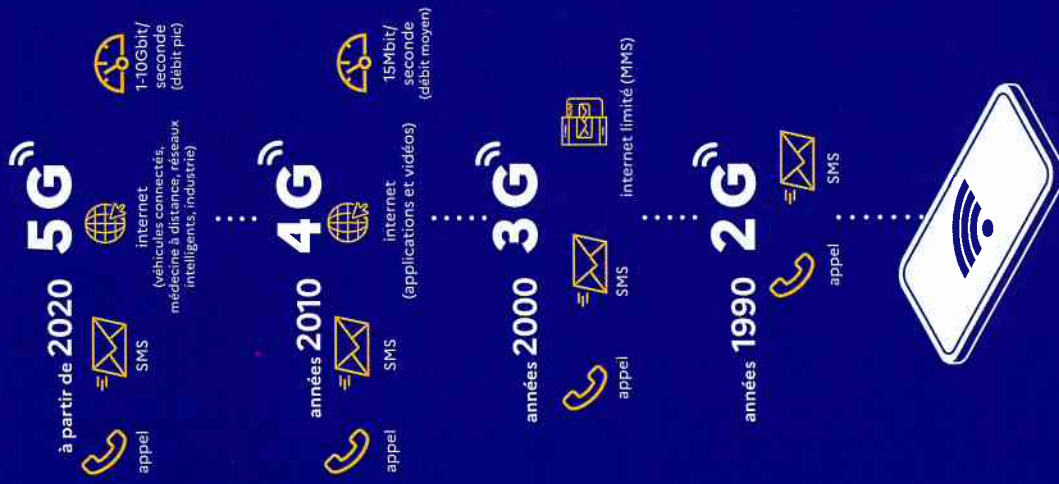 à partir de 2020 5G
appel
SMS
internet
(véhicules connectés,
médecine à distance, réseaux
intelligents, industrie)
1-10Gbit/
seconde
(débit pic)
années 2010 4G
appel
SMS
internet
(applications et vidéos)
15Mbit/
seconde
(débit moyen)
années 2000 3G
appel
SMS
internet limité (MMS)
années 1990 2G
appel
SMS